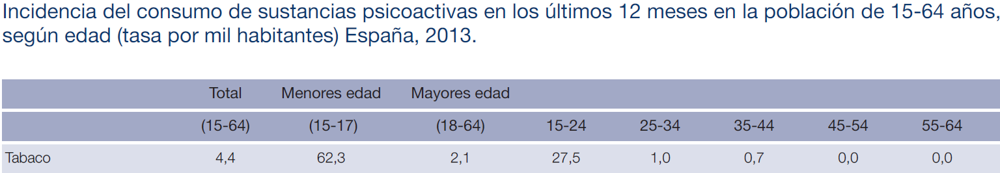 Incidencia del consumo de sustancias psicoactivas en los últimos 12 meses en la población de 15-64 años,
según edad (tasa por mil habitantes) España, 2013.
Total Menores edad Mayores edad
(15-64) (15-17) (18-64) 15-24 25-34 35-44 45-54 55-64
Tabaco 4,4 62,3 2,1 27,5 1,0 0,7 0,0 0,0